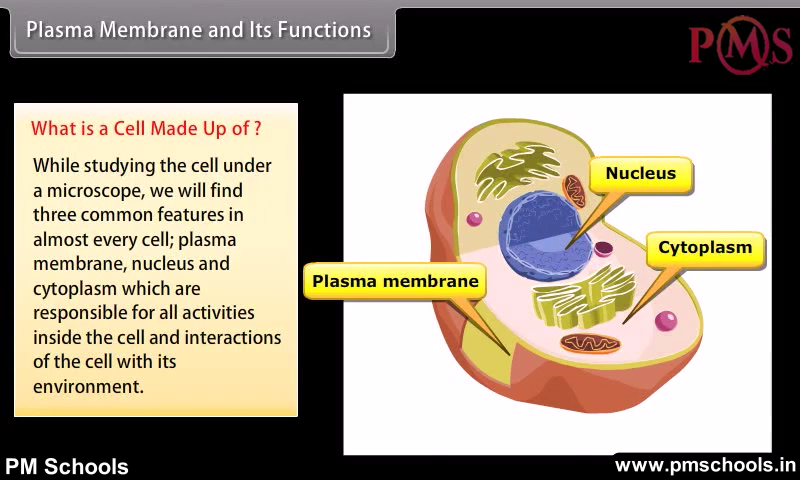 Plasma Membrane and Its Functions
PMS
What is a Cell Made Up of ?
While studying the cell under
a microscope, we will find
three common features in
almost every cell; plasma
membrane, nucleus and
cytoplasm which are
responsible for all activities
inside the cell and interactions
of the cell with its
environment.
Nucleus
Cytoplasm
Plasma membrane
PM Schools
www.pmschools.in